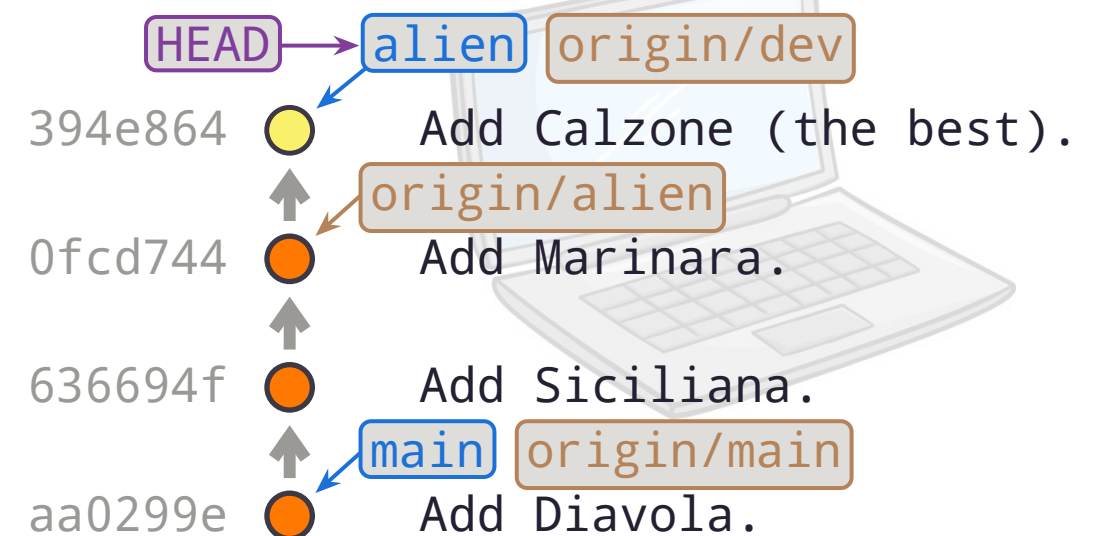 HEAD alien origin/dev
394e864 Add Calzone (the best).
origin/alien
0fcd744 Add Marinara.
636694f Add Siciliana.
main origin/main
aa0299e Add Diavola.